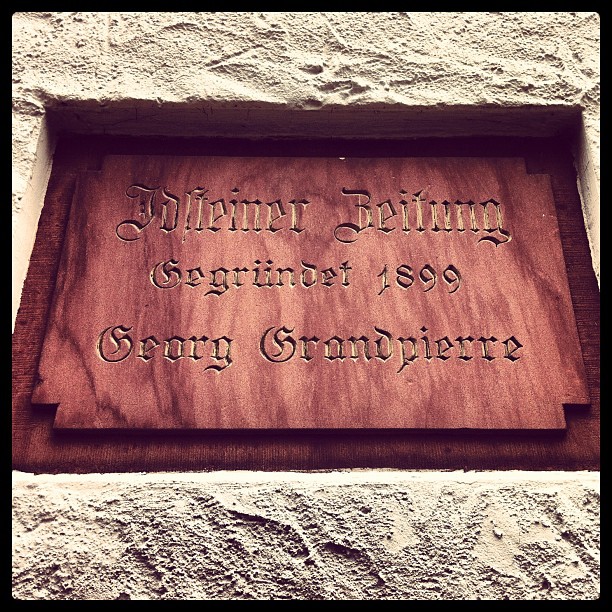 Idsteiner Zeitung
Gegründet 1899
Georg Grandpierre